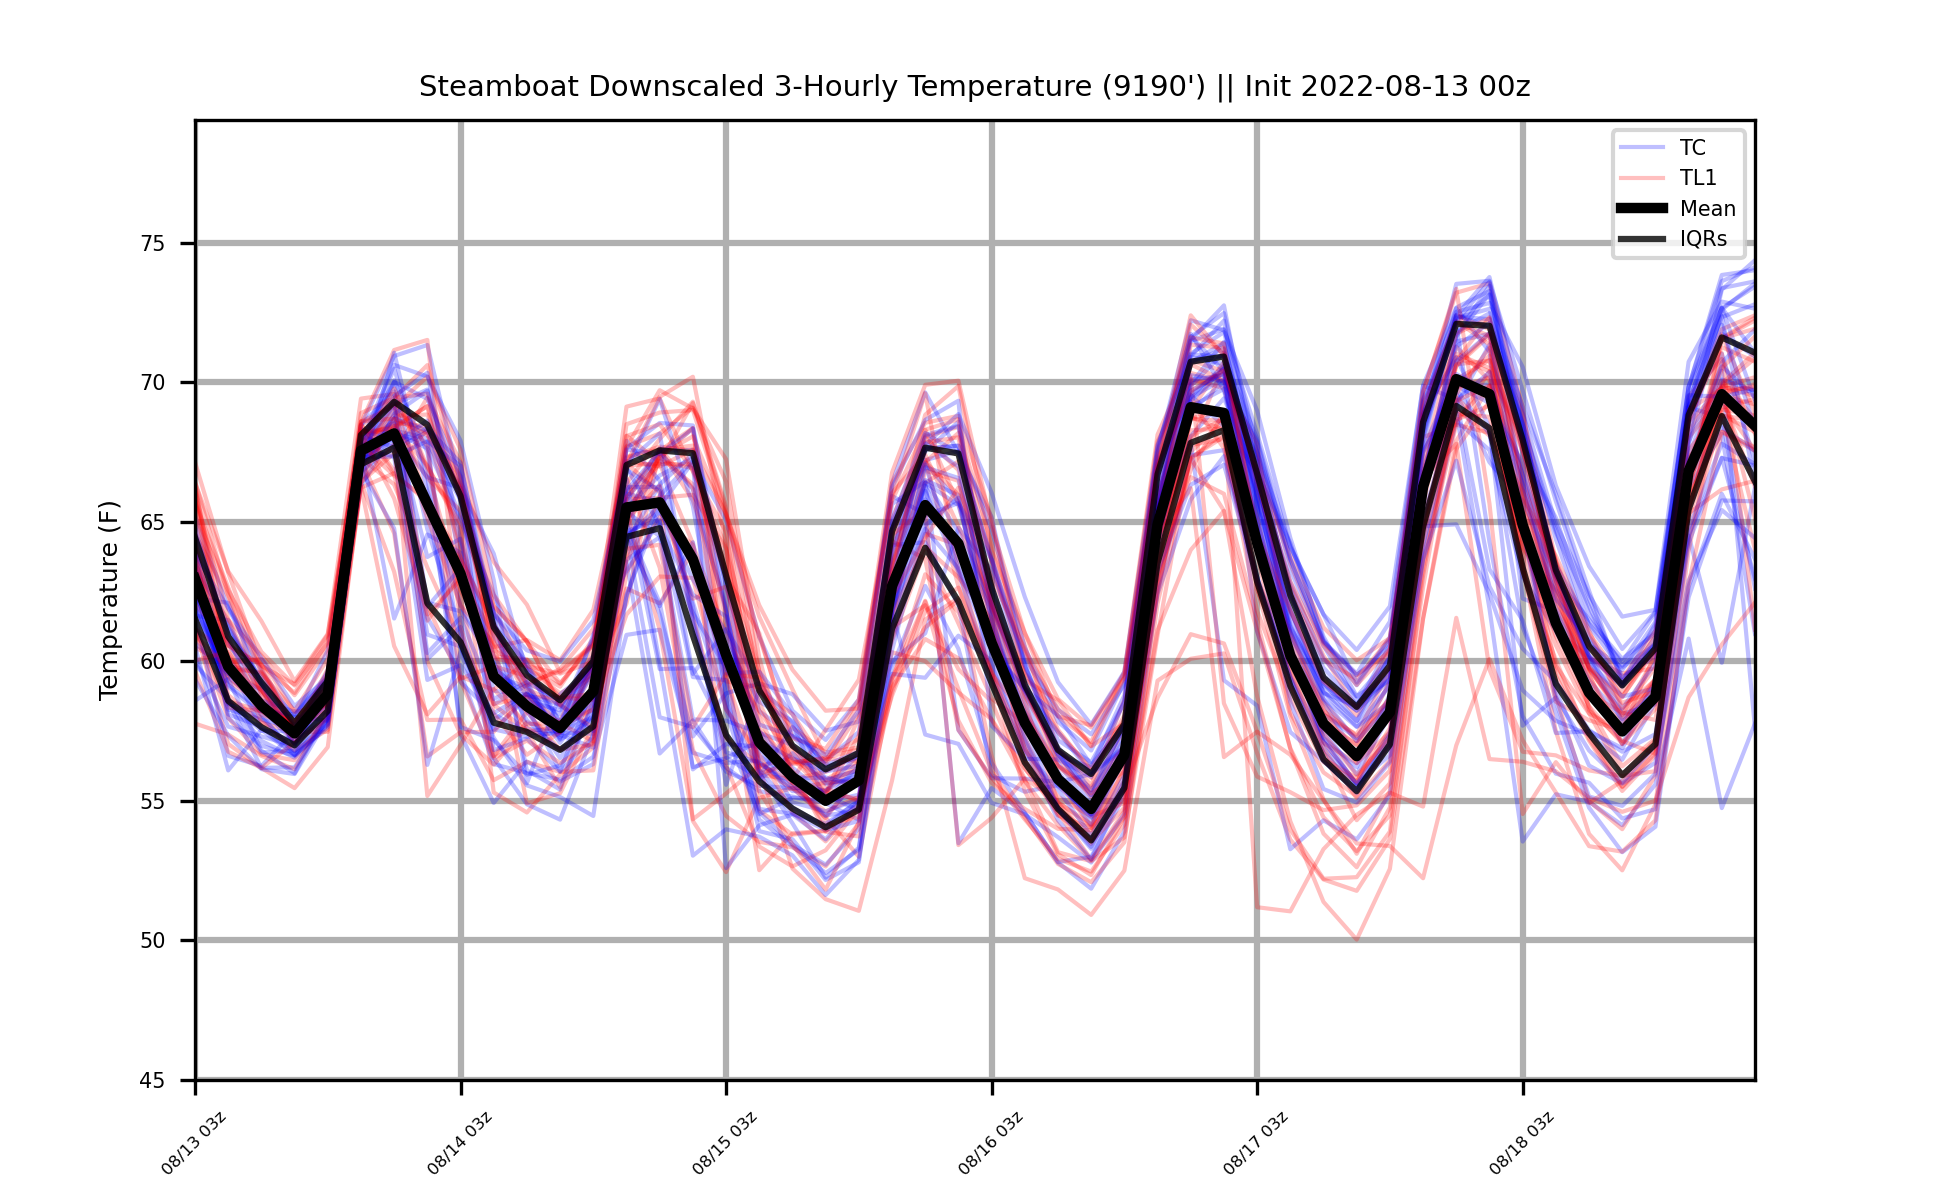 Steamboat Downscaled 3-Hourly Temperature (9190') || Init 2022-08-13 00z
TC
TL1
Mean
IQRs
Temperature (F)
75
70
65
60
55
50
45
08/13 03z
08/14 03z
08/15 03z
08/16 03z
08/17 03z
08/18 03z